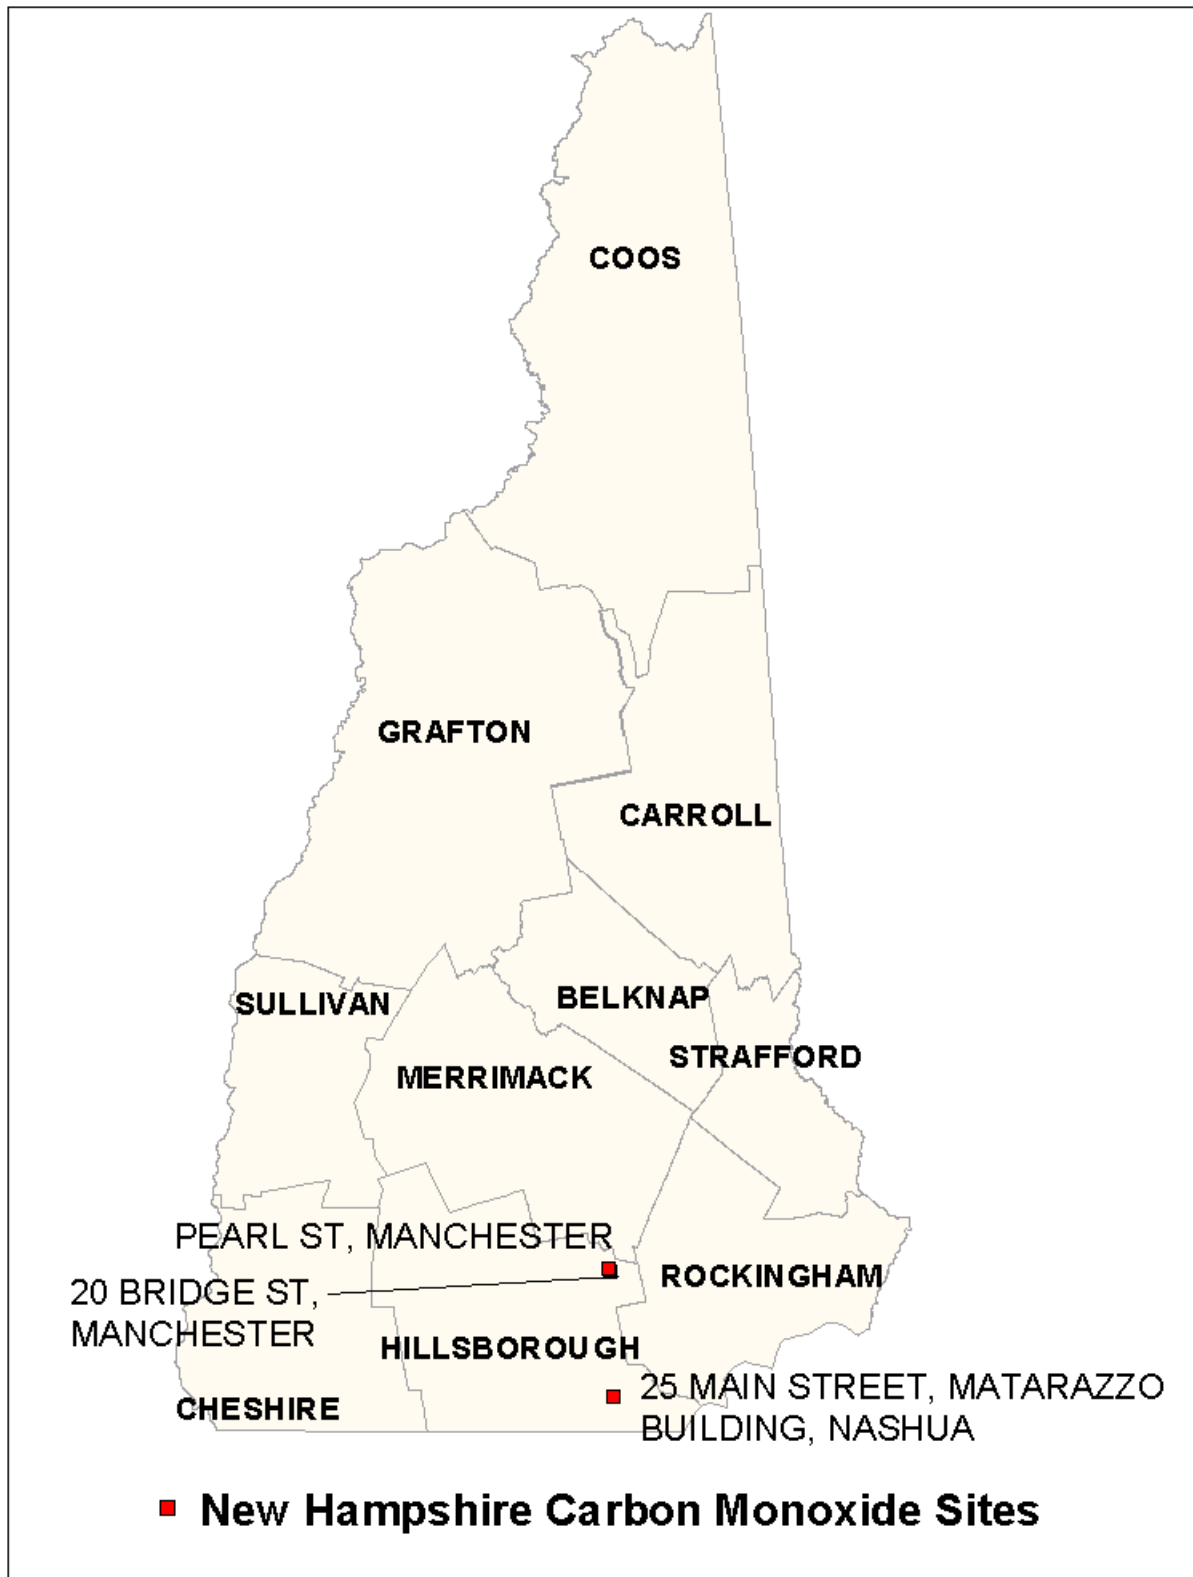 COOS
GRAFTON
CARROLL
SULLIVAN
BELKNAP
STRAFFORD
MERRIMACK
PEARL ST, MANCHESTER
ROCKINGHAM
20 BRIDGE ST,
MANCHESTER
HILLSBOROUGH
25 MAIN STREET, MATARAZZO
BUILDING, NASHUA
CHESHIRE
New Hampshire Carbon Monoxide Sites